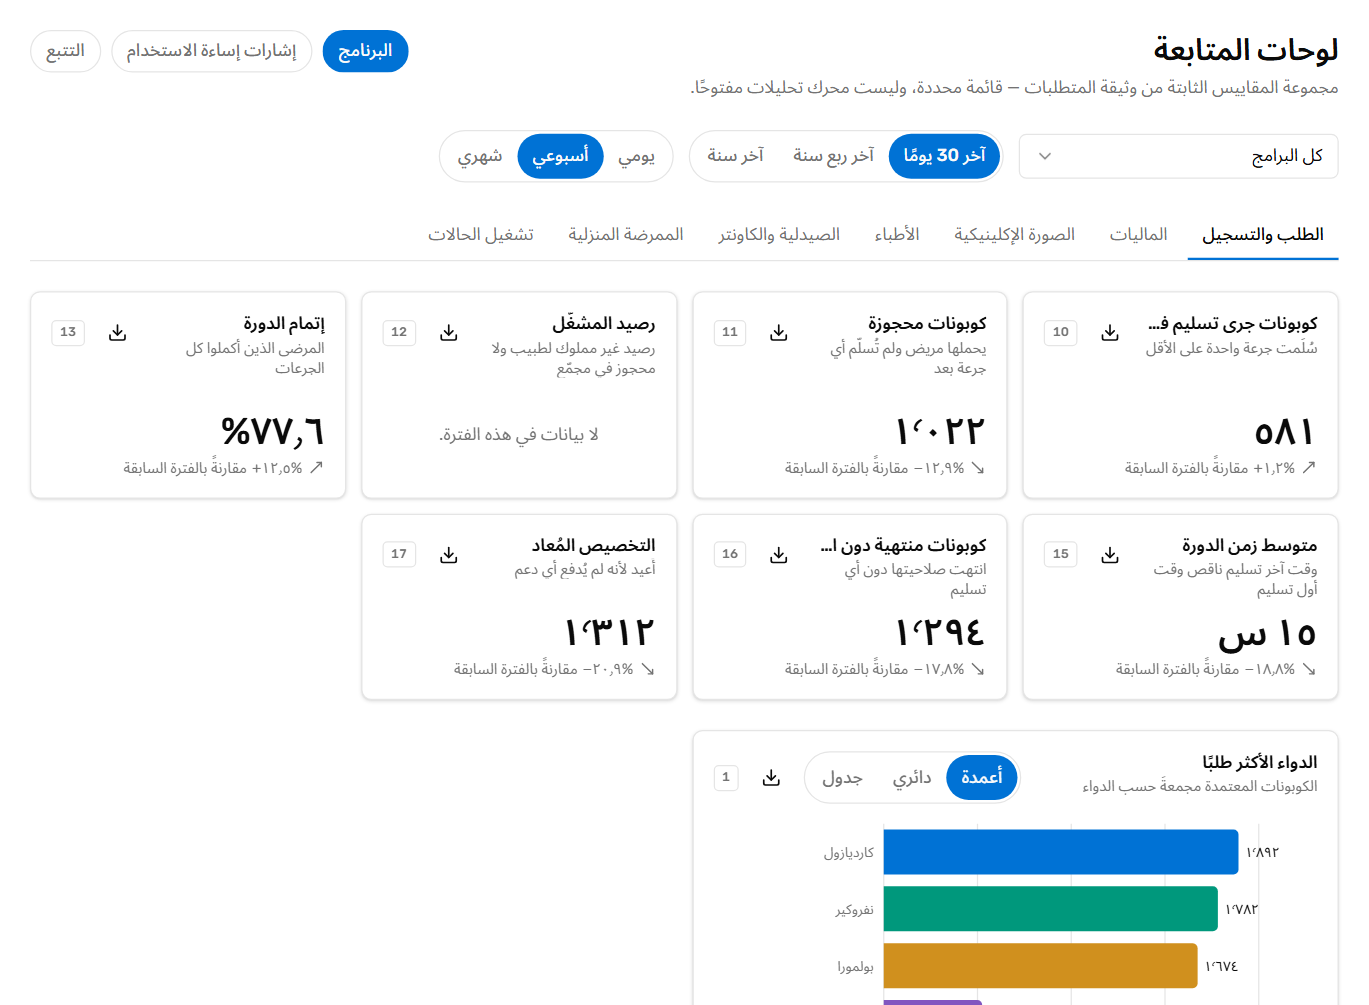 لوحات المتابعة
مجموعة المقاييس الثابتة من وثيقة المتطلبات – قائمة محددة، وليست محرك تحليلات مفتوحًا.
البرنامج
إشارات إساءة الاستخدام
التتبع
كل البرامج
آخر 30 يومًا
آخر ربع سنة
آخر سنة
يومي
أسبوعي
شهري
الطلب والتسجيل
الماليات
الصورة الإكلينيكية
الأطباء
الصيدلية والكاونتر
الممرضة المنزلية
تشغيل الحالات
كوبونات جرى تسليم فـ...
10
سُلّمت جرعة واحدة على الأقل
٥٨١
+١٫٢% مقارنةً بالفترة السابقة
كوبونات محجوزة
11
يحملها مريض ولم تُسلّم أي
جرعة بعد
١٬٠٢٢
−١٢٫٩% مقارنةً بالفترة السابقة
رصيد المشغّل
12
رصيد غير مملوك لطبيب ولا
محجوز في مجمّع
لا بيانات في هذه الفترة.
إتمام الدورة
13
المرضى الذين أكملوا كل
الجرعات
٧٧٫٦%
+١٢٫٥% مقارنةً بالفترة السابقة
متوسط زمن الدورة
15
وقت آخر تسليم ناقص وقت
أول تسليم
١٥ س
−١٨٫٨% مقارنةً بالفترة السابقة
كوبونات منتهية دون ا...
16
انتهت صلاحيتها دون أي
تسليم
١٬٢٩٤
−١٧٫٨% مقارنةً بالفترة السابقة
التخصيص المُعاد
17
أعيد لأنه لم يُدفع أي دعم
١٬٣١٢
−٢٠٫٩% مقارنةً بالفترة السابقة
الدواء الأكثر طلبًا
الكوبونات المعتمدة مجمعةً حسب الدواء
أعمدة
دائري
جدول
1
كارديازول
١٬٨٩٢
نفروكير
١٬٧٨٢
بولمورا
١٬٦٧٤